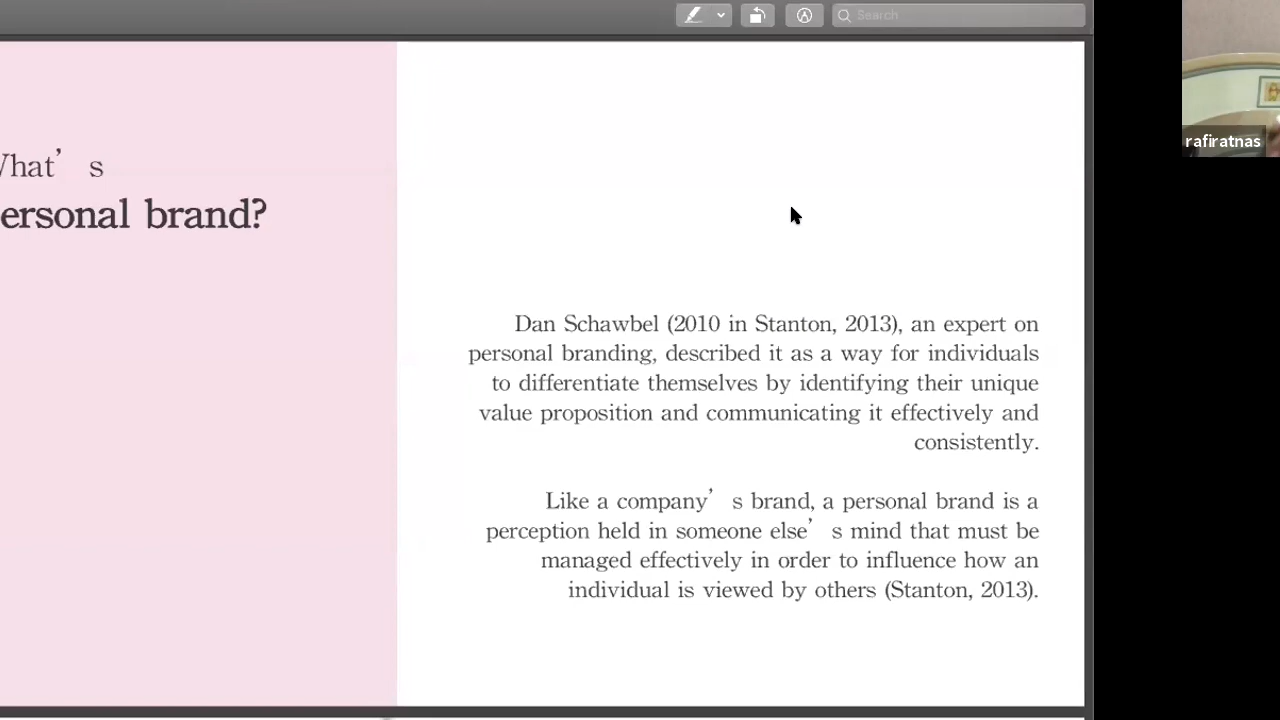 Search
What's
personal brand?
Dan Schawbel (2010 in Stanton, 2013), an expert on
personal branding, described it as a way for individuals
to differentiate themselves by identifying their unique
value proposition and communicating it effectively and
consistently.
Like a company's brand, a personal brand is a
perception held in someone else's mind that must be
managed effectively in order to influence how an
individual is viewed by others (Stanton, 2013).
rafiratnas